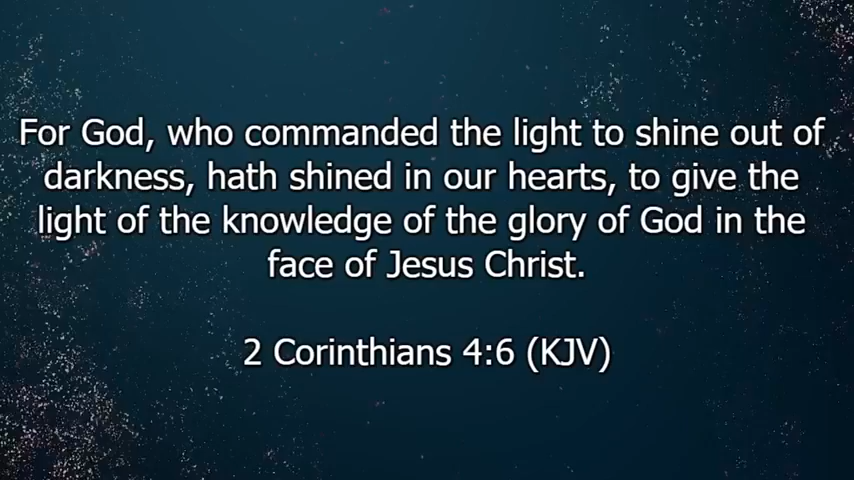 For God, who commanded the light to shine out of
darkness, hath shined in our hearts, to give the
light of the knowledge of the glory of God in the
face of Jesus Christ.
2 Corinthians 4:6 (KJV)